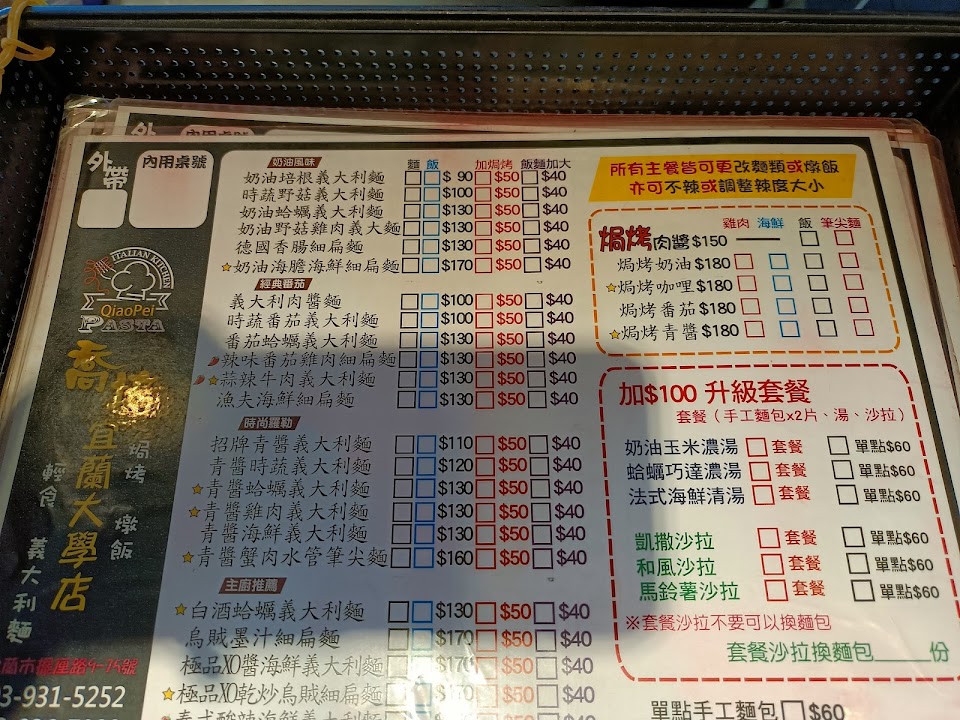 外帶
內用桌號
ITALIAN KITCHEN
QiaoPei
PASTA
喬
宜蘭大學店
焗烤 燉飯
輕食 義大利麵
3-931-5252
奶油風味 麵 飯 加焗烤 飯麵加大
奶油培根義大利麵 $ 90 $50 $40
時蔬野菇義大利麵 $100 $50 $40
奶油蛤蠣義大利麵 $130 $50 $40
奶油野菇雞肉義大麵 $130 $50 $40
德國香腸細扁麵 $130 $50 $40
奶油海膽海鮮細扁麵 $170 $50 $40
經典番茄
義大利肉醬麵 $100 $50 $40
時蔬番茄義大利麵 $100 $50 $40
番茄蛤蠣義大利麵 $130 $50 $40
辣味番茄雞肉細扁麵 $130 $50 $40
蒜辣牛肉義大利麵 $130 $50 $40
漁夫海鮮細扁麵 $130 $50 $40
時尚羅勒
招牌青醬義大利麵 $110 $50 $40
青醬時蔬義大利麵 $120 $50 $40
青醬蛤蠣義大利麵 $130 $50 $40
青醬雞肉義大利麵 $130 $50 $40
青醬海鮮義大利麵 $130 $50 $40
青醬蟹肉水管筆尖麵 $160 $50 $40
主廚推薦
白酒蛤蠣義大利麵 $130 $50 $40
烏賊墨汁細扁麵 $170 $50 $40
極品XO醬海鮮義大利麵 $170 $50 $40
極品XO乾炒烏賊細扁麵 $170 $50 $40
泰式酸辣海鮮義大利麵
所有主餐皆可更改麵類或燉飯
亦可不辣或調整辣度大小
雞肉 海鮮 飯 筆尖麵
焗烤肉醬$150
焗烤奶油$180
焗烤咖哩$180
焗烤番茄$180
焗烤青醬$180
加$100 升級套餐
套餐（手工麵包x2片、湯、沙拉）
奶油玉米濃湯 套餐 單點$60
蛤蠣巧達濃湯 套餐 單點$60
法式海鮮清湯 套餐 單點$60
凱撒沙拉 套餐 單點$60
和風沙拉 套餐 單點$60
馬鈴薯沙拉 套餐 單點$60
※套餐沙拉不要可以換麵包
套餐沙拉換麵包_____份
單點手工麵包 $60